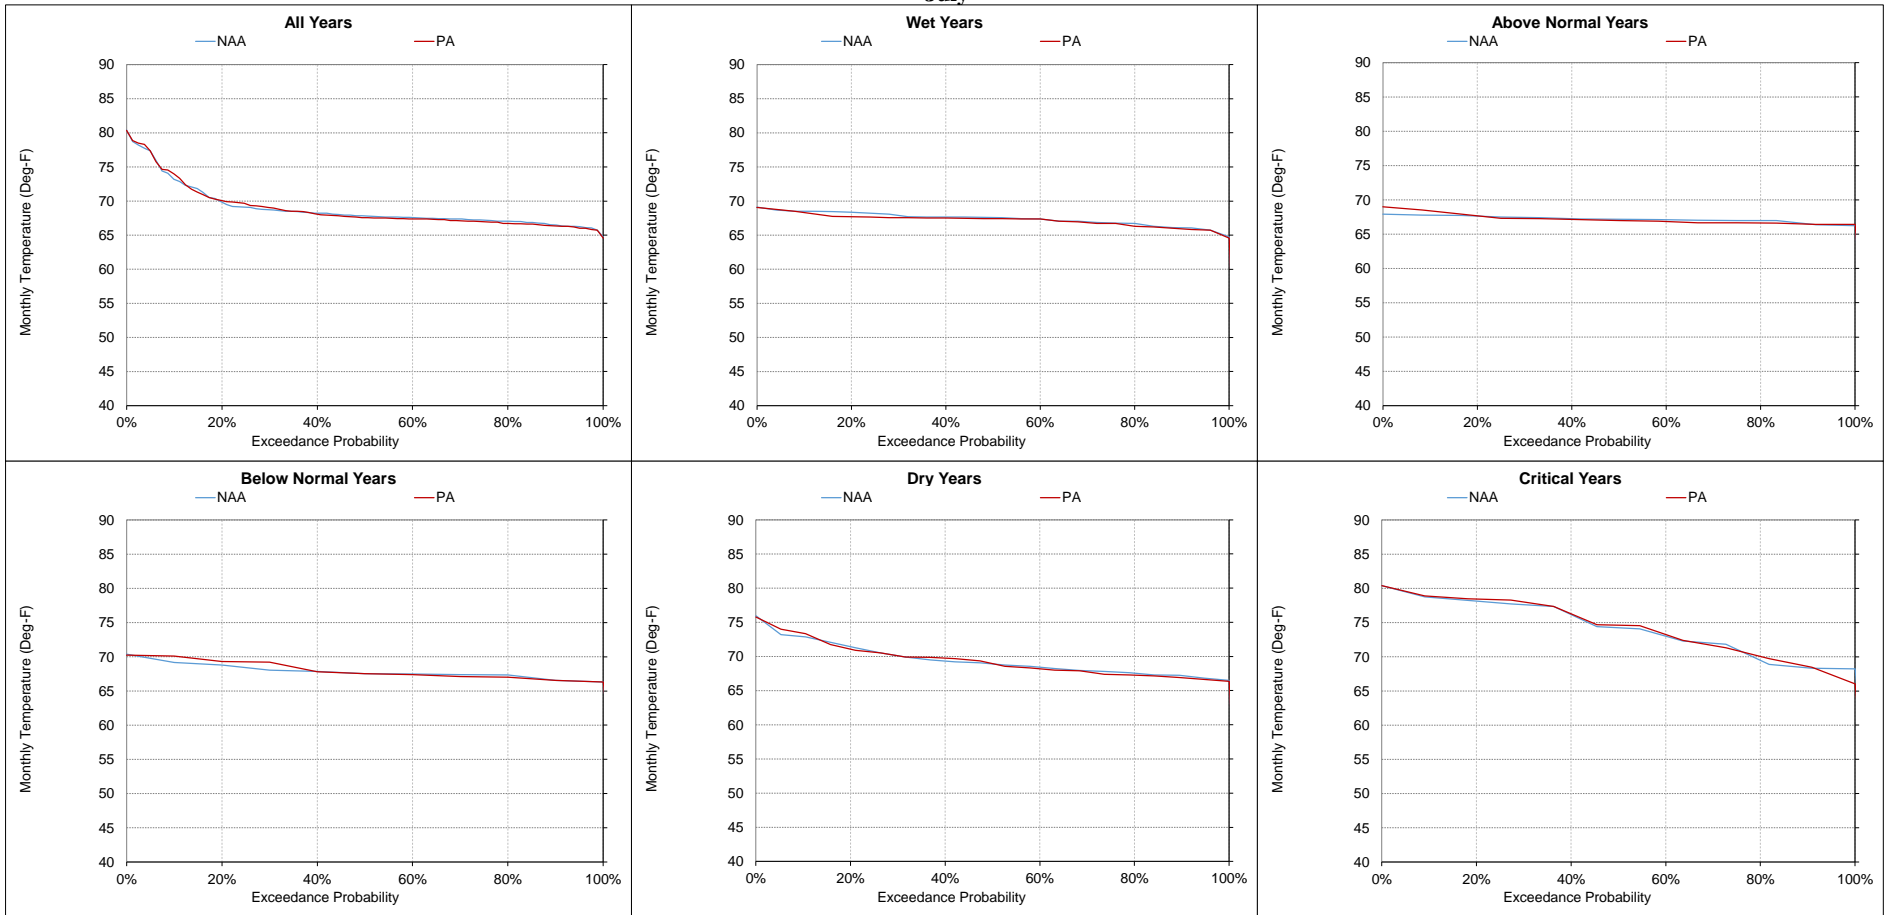 All Years
NAA PA
Monthly Temperature (Deg-F)
90
85
80
75
70
65
60
55
50
45
40
0% 20% 40% 60% 80% 100%
Exceedance Probability
Wet Years
NAA PA
Monthly Temperature (Deg-F)
90
85
80
75
70
65
60
55
50
45
40
0% 20% 40% 60% 80% 100%
Exceedance Probability
Above Normal Years
NAA PA
Monthly Temperature (Deg-F)
90
85
80
75
70
65
60
55
50
45
40
0% 20% 40% 60% 80% 100%
Exceedance Probability
Below Normal Years
NAA PA
Monthly Temperature (Deg-F)
90
85
80
75
70
65
60
55
50
45
40
0% 20% 40% 60% 80% 100%
Exceedance Probability
Dry Years
NAA PA
Monthly Temperature (Deg-F)
90
85
80
75
70
65
60
55
50
45
40
0% 20% 40% 60% 80% 100%
Exceedance Probability
Critical Years
NAA PA
Monthly Temperature (Deg-F)
90
85
80
75
70
65
60
55
50
45
40
0% 20% 40% 60% 80% 100%
Exceedance Probability